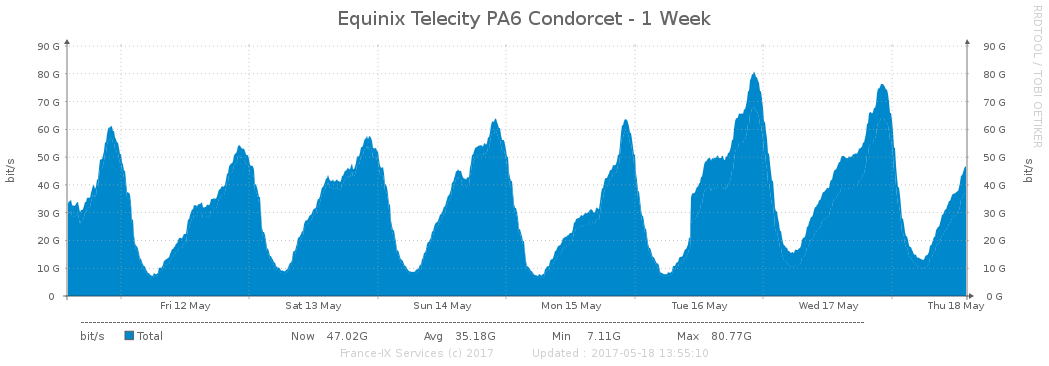 Equinix Telecity PA6 Condorcet - 1 Week
RRDTOOL / TOBI OETIKER
bit/s
90 G
80 G
70 G
60 G
50 G
40 G
30 G
20 G
10 G
0
90 G
80 G
70 G
60 G
50 G
40 G
30 G
20 G
10 G
0 G
bit/s
Fri 12 May Sat 13 May Sun 14 May Mon 15 May Tue 16 May Wed 17 May Thu 18 May
bit/s Total Now 47.02G Avg 35.18G Min 7.11G Max 80.77G
France-IX Services (c) 2017 Updated : 2017-05-18 13:55:10